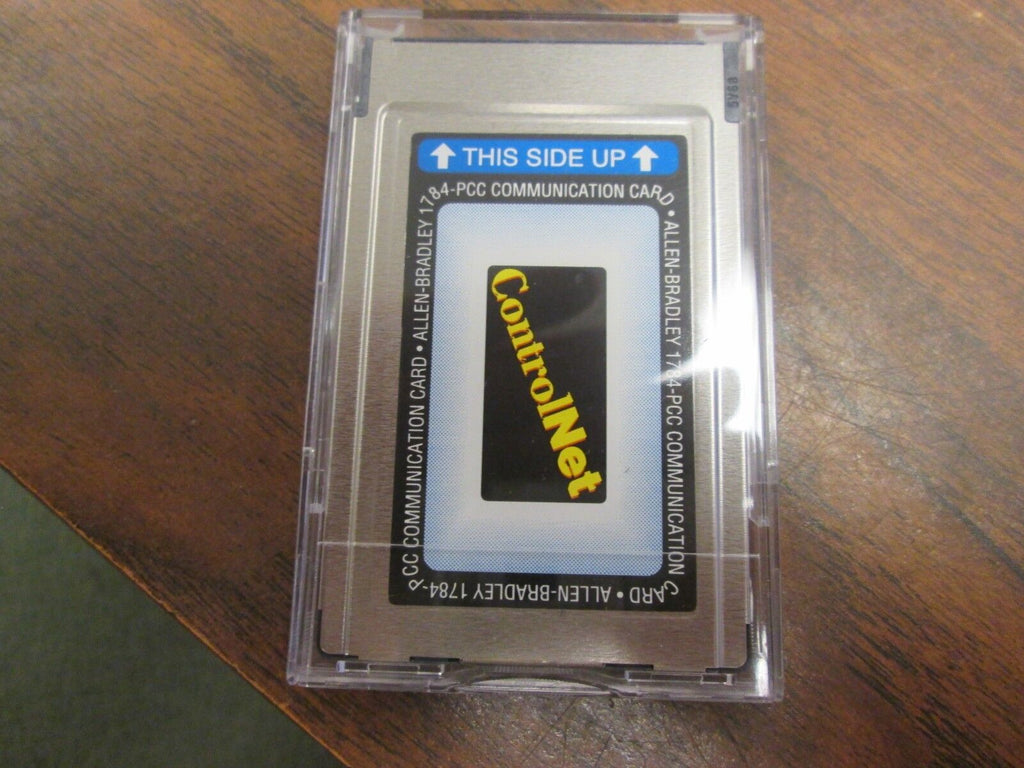 THIS SIDE UP
ALLEN-BRADLEY 1784-PCC COMMUNICATION CARD • ALLEN-BRADLEY 1784-PCC COMMUNICATION CARD • ALLEN-BRADLEY 1784-PCC COMMUNICATION CARD •
ControlNet